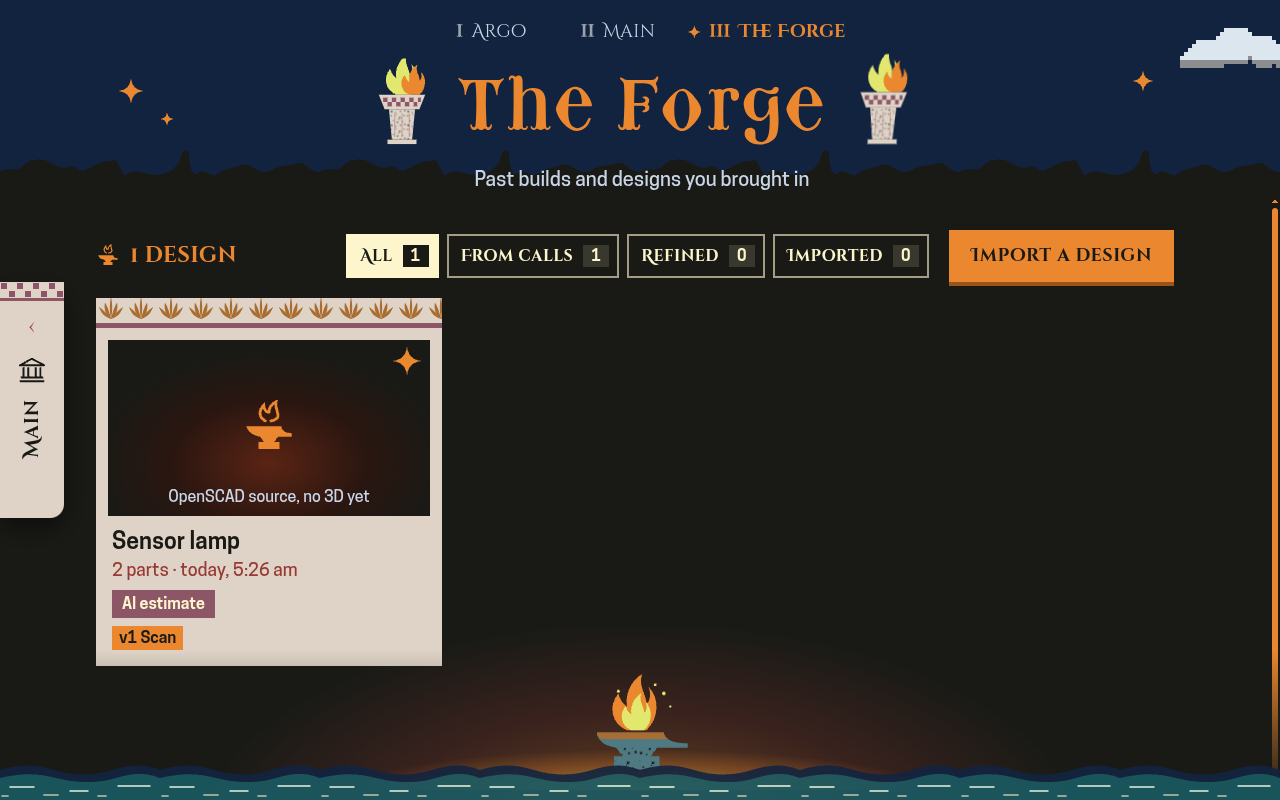 I ARGO II MAIN III THE FORGE
The Forge
Past builds and designs you brought in
1 DESIGN
ALL 1 FROM CALLS 1 REFINED 0 IMPORTED 0 IMPORT A DESIGN
‹ MAIN
OpenSCAD source, no 3D yet
Sensor lamp
2 parts · today, 5:26 am
AI estimate
v1 Scan